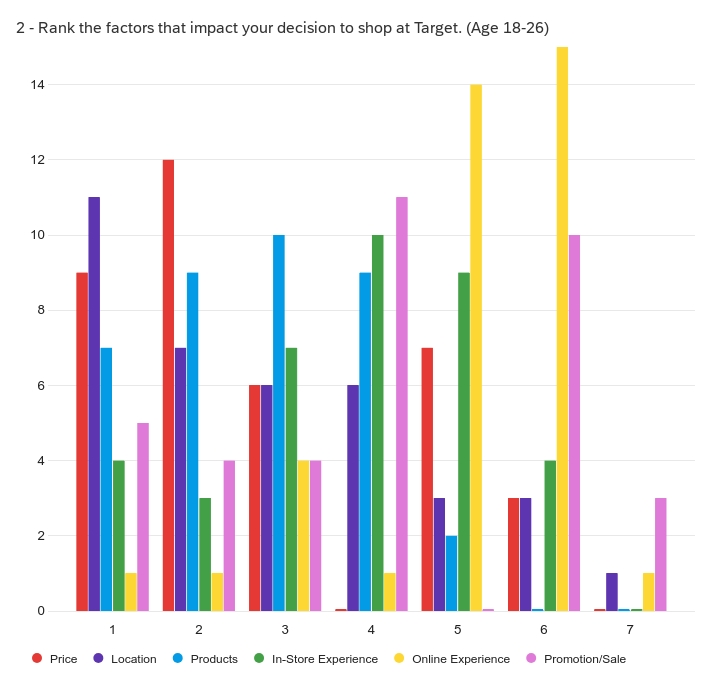 2 - Rank the factors that impact your decision to shop at Target. (Age 18-26)
14
12
10
8
6
4
2
0
1 2 3 4 5 6 7
Price Location Products In-Store Experience Online Experience Promotion/Sale